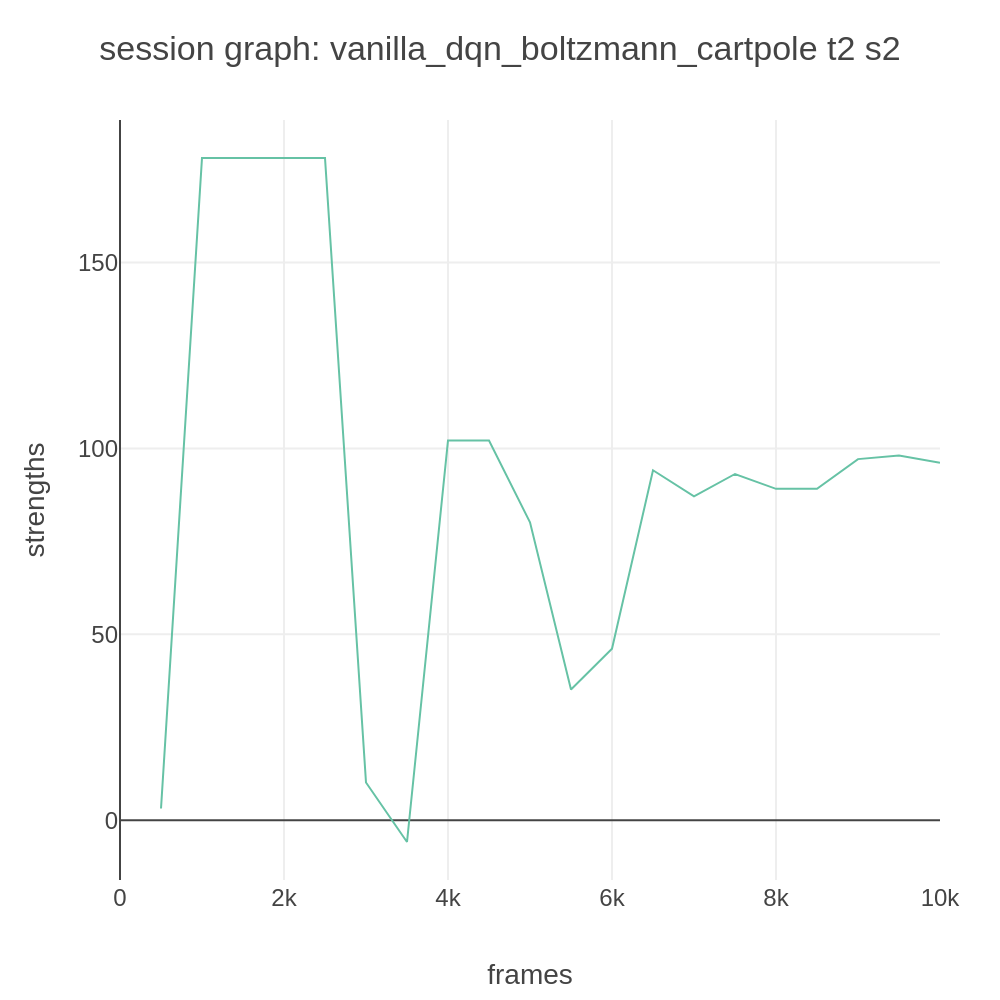 session graph: vanilla_dqn_boltzmann_cartpole t2 s2
150
100
50
0
strengths
0 2k 4k 6k 8k 10k
frames